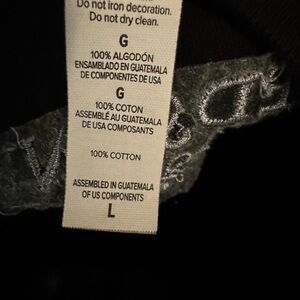 Do not iron decoration.
Do not dry clean.
G
100% ALGODÓN
ENSAMBLADO EN GUATEMALA
DE COMPONENTES DE USA
G
100% COTON
ASSEMBLÉ AU GUATEMALA
DE USA COMPOSANTS
100% COTTON
ASSEMBLED IN GUATEMALA
OF US COMPONENTS
L